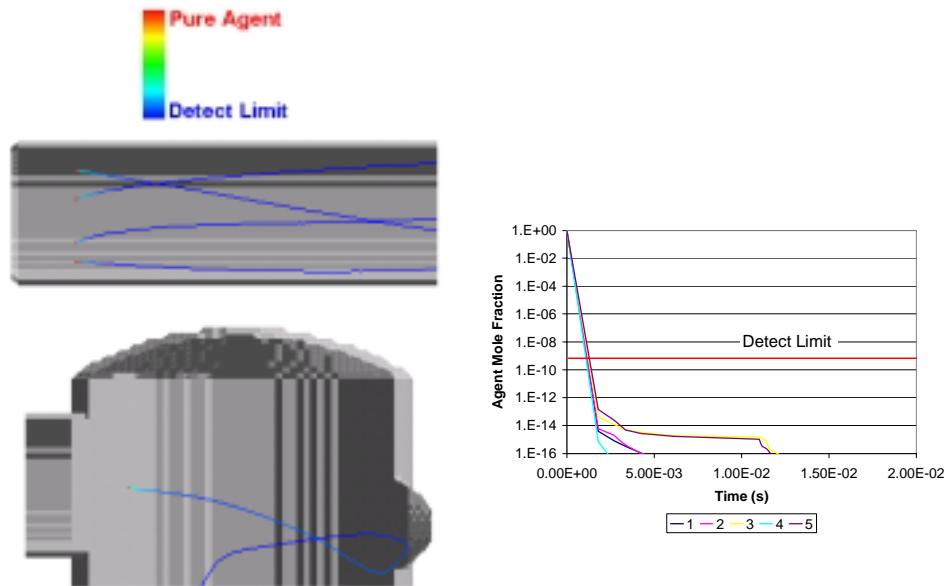 Pure Agent
Detect Limit
Agent Mole Fraction
1.E+00
1.E-02
1.E-04
1.E-06
1.E-08
1.E-10
1.E-12
1.E-14
1.E-16
Detect Limit
0.00E+00 5.00E-03 1.00E-02 1.50E-02 2.00E-02
Time (s)
1 2 3 4 5